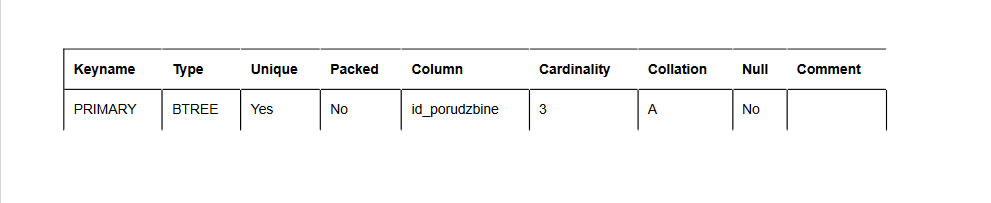 Keyname Type Unique Packed Column Cardinality Collation Null Comment
PRIMARY BTREE Yes No id_porudzbine 3 A No